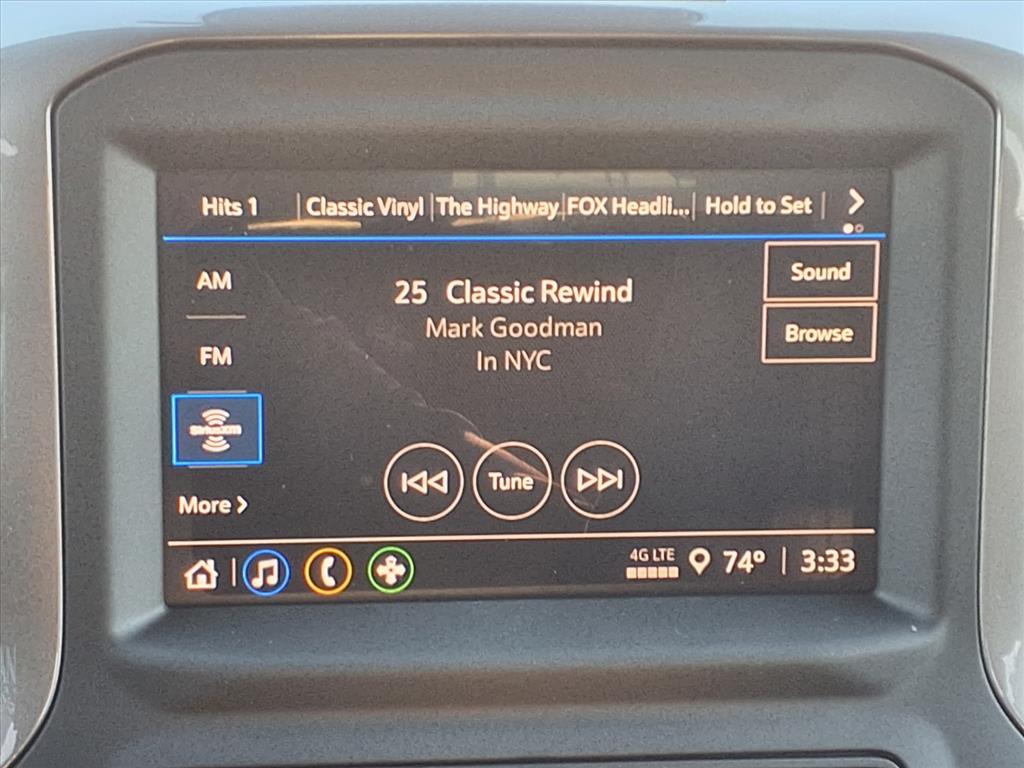 Hits 1 Classic Vinyl The Highway FOX Headli... Hold to Set
Sound
AM
25 Classic Rewind
Mark Goodman
Browse
FM
In NYC
SiriusXM
Tune
More
4G LTE
74° 3:33